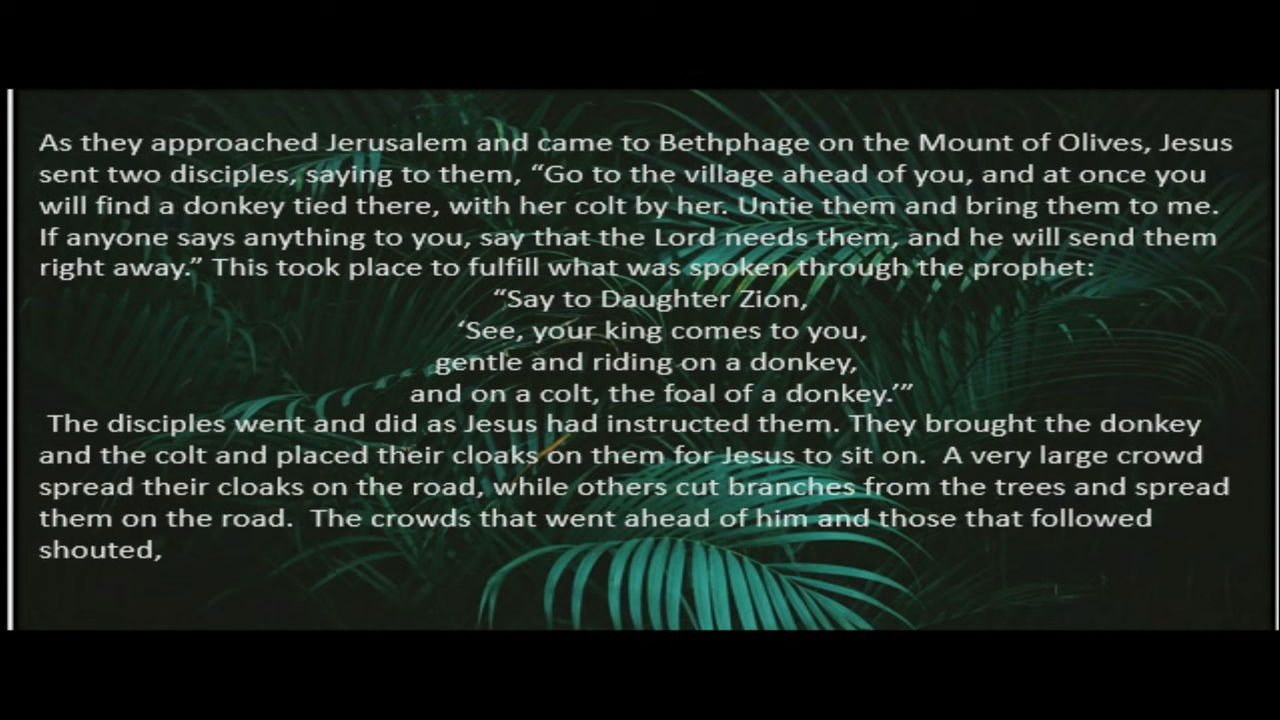 As they approached Jerusalem and came to Bethphage on the Mount of Olives, Jesus
sent two disciples, saying to them, “Go to the village ahead of you, and at once you
will find a donkey tied there, with her colt by her. Untie them and bring them to me.
If anyone says anything to you, say that the Lord needs them, and he will send them
right away.” This took place to fulfill what was spoken through the prophet:
“Say to Daughter Zion,
‘See, your king comes to you,
gentle and riding on a donkey,
and on a colt, the foal of a donkey.’”
The disciples went and did as Jesus had instructed them. They brought the donkey
and the colt and placed their cloaks on them for Jesus to sit on.  A very large crowd
spread their cloaks on the road, while others cut branches from the trees and spread
them on the road.  The crowds that went ahead of him and those that followed
shouted,